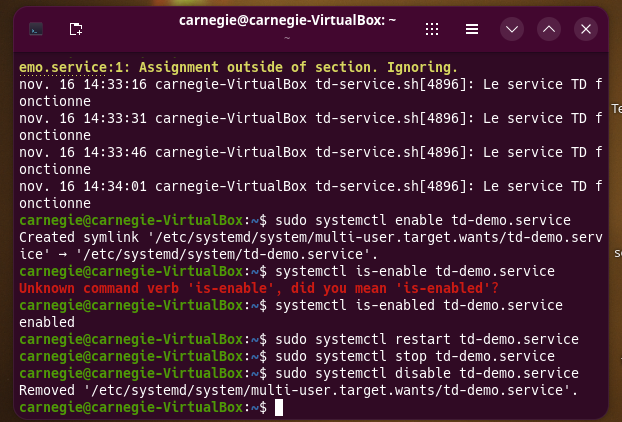 carnegie@carnegie-VirtualBox: ~
~
emo.service:1: Assignment outside of section. Ignoring.
nov. 16 14:33:16 carnegie-VirtualBox td-service.sh[4896]: Le service TD f
onctionne
nov. 16 14:33:31 carnegie-VirtualBox td-service.sh[4896]: Le service TD f
onctionne
nov. 16 14:33:46 carnegie-VirtualBox td-service.sh[4896]: Le service TD f
onctionne
nov. 16 14:34:01 carnegie-VirtualBox td-service.sh[4896]: Le service TD f
onctionne
carnegie@carnegie-VirtualBox:~$ sudo systemctl enable td-demo.service
Created symlink '/etc/systemd/system/multi-user.target.wants/td-demo.serv
ice' → '/etc/systemd/system/td-demo.service'.
carnegie@carnegie-VirtualBox:~$ systemctl is-enable td-demo.service
Unknown command verb 'is-enable', did you mean 'is-enabled'?
carnegie@carnegie-VirtualBox:~$ systemctl is-enabled td-demo.service
enabled
carnegie@carnegie-VirtualBox:~$ sudo systemctl restart td-demo.service
carnegie@carnegie-VirtualBox:~$ sudo systemctl stop td-demo.service
carnegie@carnegie-VirtualBox:~$ sudo systemctl disable td-demo.service
Removed '/etc/systemd/system/multi-user.target.wants/td-demo.service'.
carnegie@carnegie-VirtualBox:~$